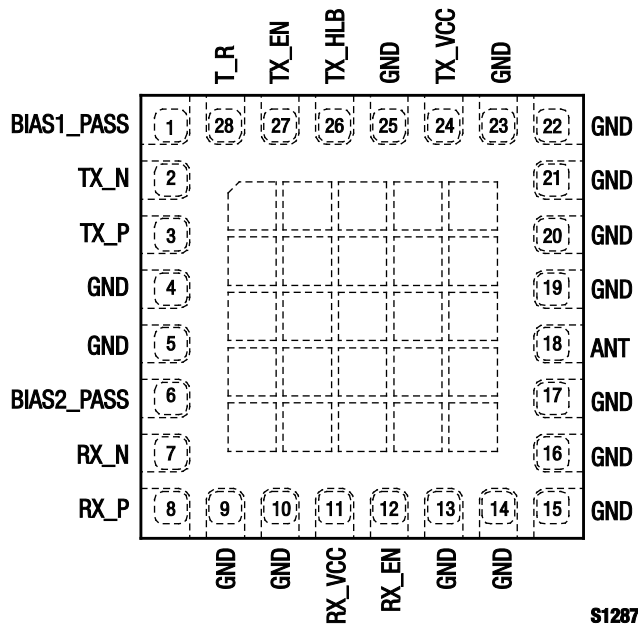 T_R
TX_EN
TX_HLB
GND
TX_VCC
GND
BIAS1_PASS 1 28 27 26 25 24 23 22 GND
TX_N 2 21 GND
TX_P 3 20 GND
GND 4 19 GND
GND 5 18 ANT
BIAS2_PASS 6 17 GND
RX_N 7 16 GND
RX_P 8 9 10 11 12 13 14 15 GND
GND
GND
RX_VCC
RX_EN
GND
GND
S1287